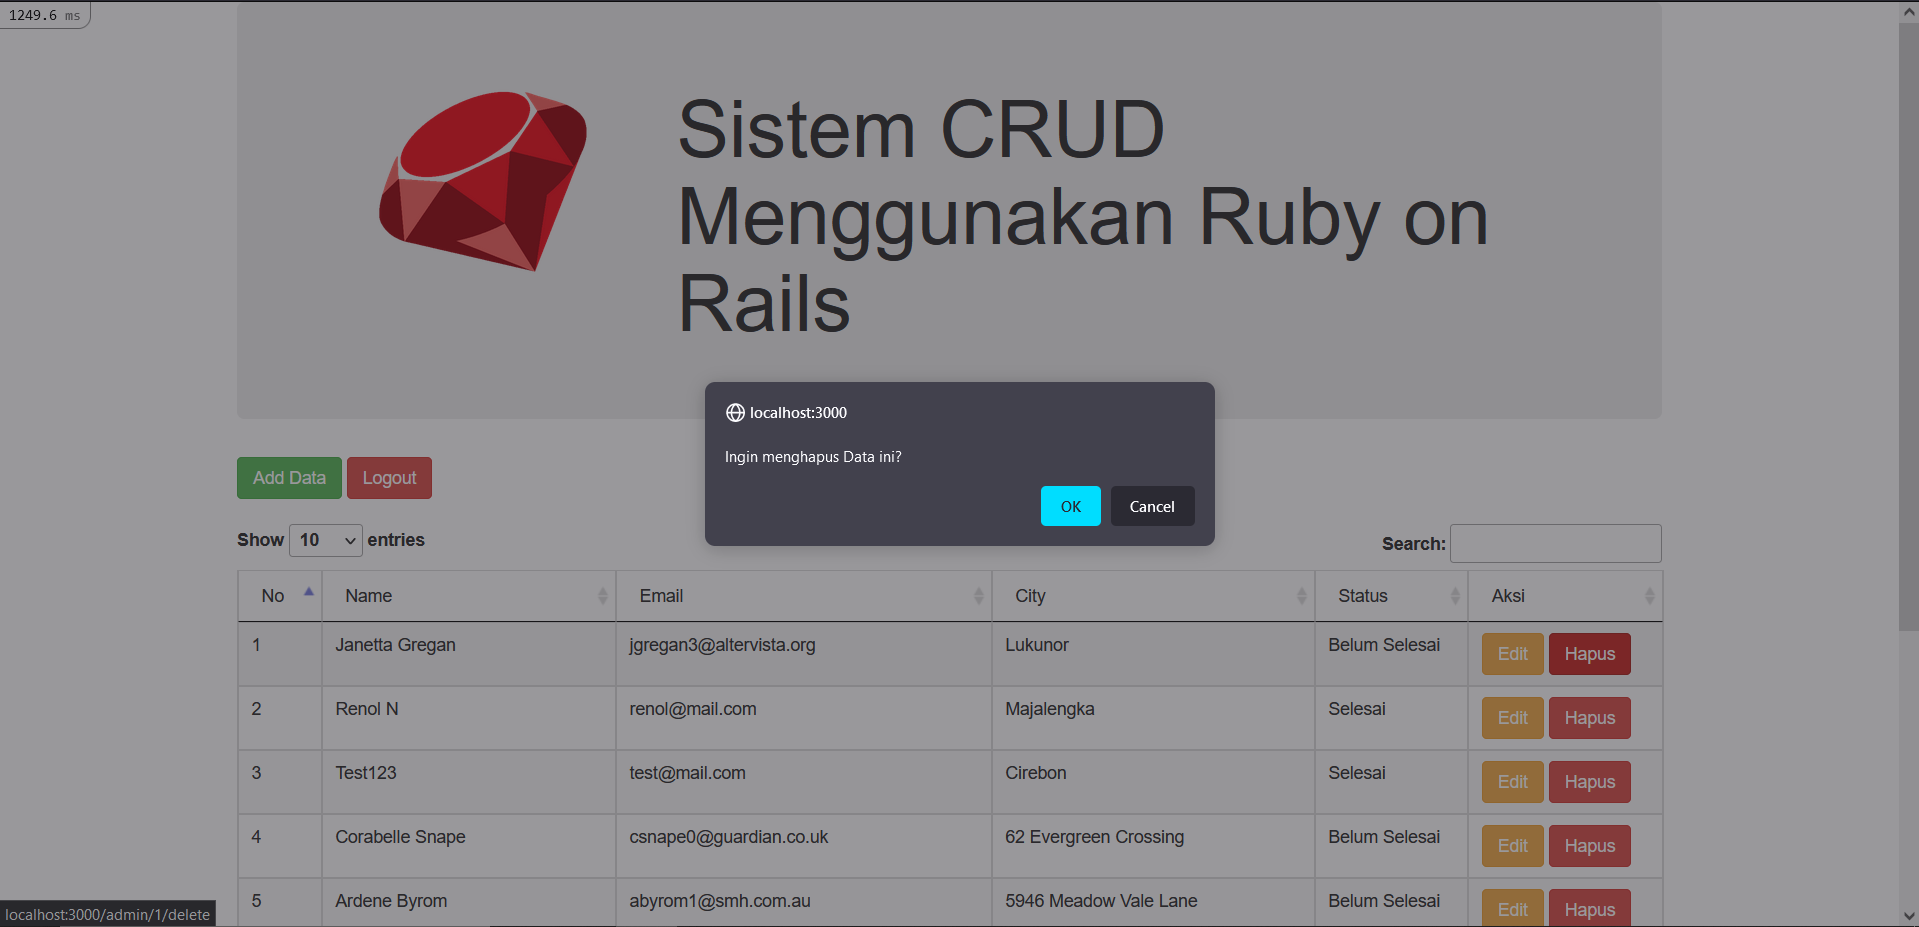 1249.6 ms
Sistem CRUD
Menggunakan Ruby on
Rails
localhost:3000
Ingin menghapus Data ini?
OK Cancel
Add Data Logout
Show 10 entries
Search:
No Name Email City Status Aksi
1 Janetta Gregan jgregan3@altervista.org Lukunor Belum Selesai Edit Hapus
2 Renol N renol@mail.com Majalengka Selesai Edit Hapus
3 Test123 test@mail.com Cirebon Selesai Edit Hapus
4 Corabelle Snape csnape0@guardian.co.uk 62 Evergreen Crossing Belum Selesai Edit Hapus
5 Ardene Byrom abyrom1@smh.com.au 5946 Meadow Vale Lane Belum Selesai Edit Hapus
localhost:3000/admin/1/delete